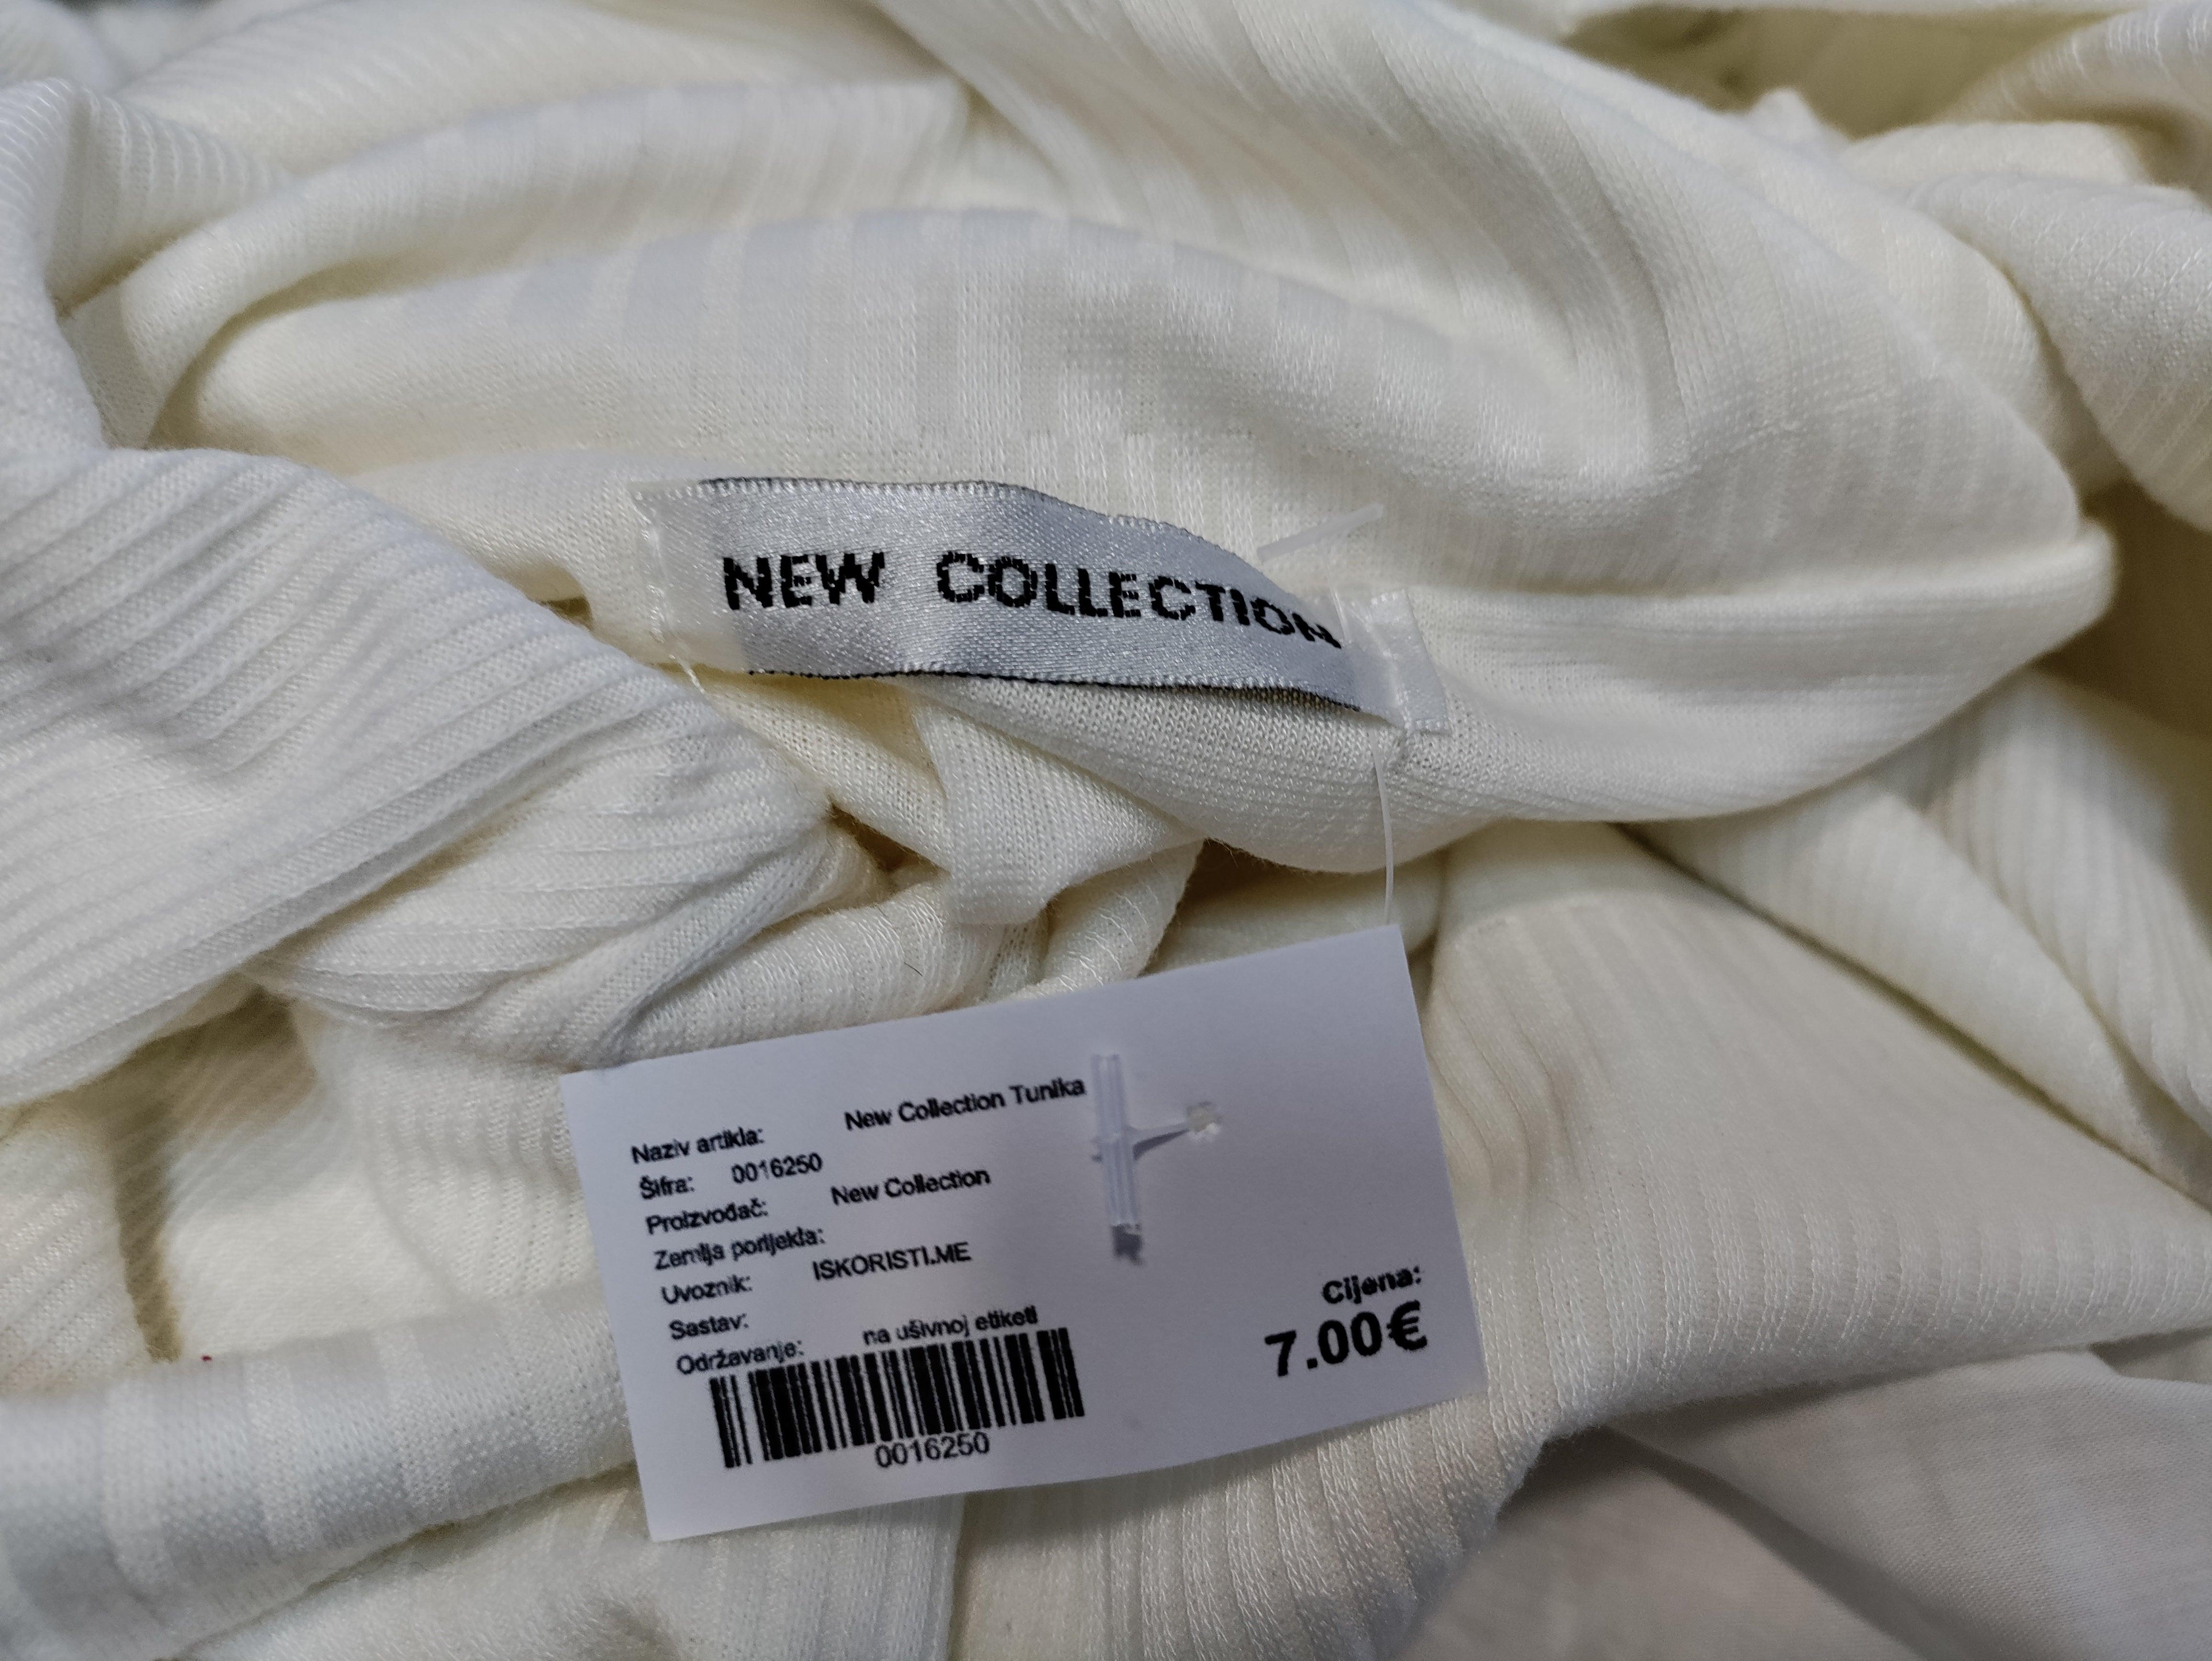 NEW COLLECTION
Naziv artikla: New Collection Tunika
Šifra: 0016250
Proizvođač: New Collection
Zemlja porijekla:
Uvoznik: ISKORISTI.ME
Sastav:
Održavanje: na ušivnoj etiketi
0016250
Cijena:
7.00€